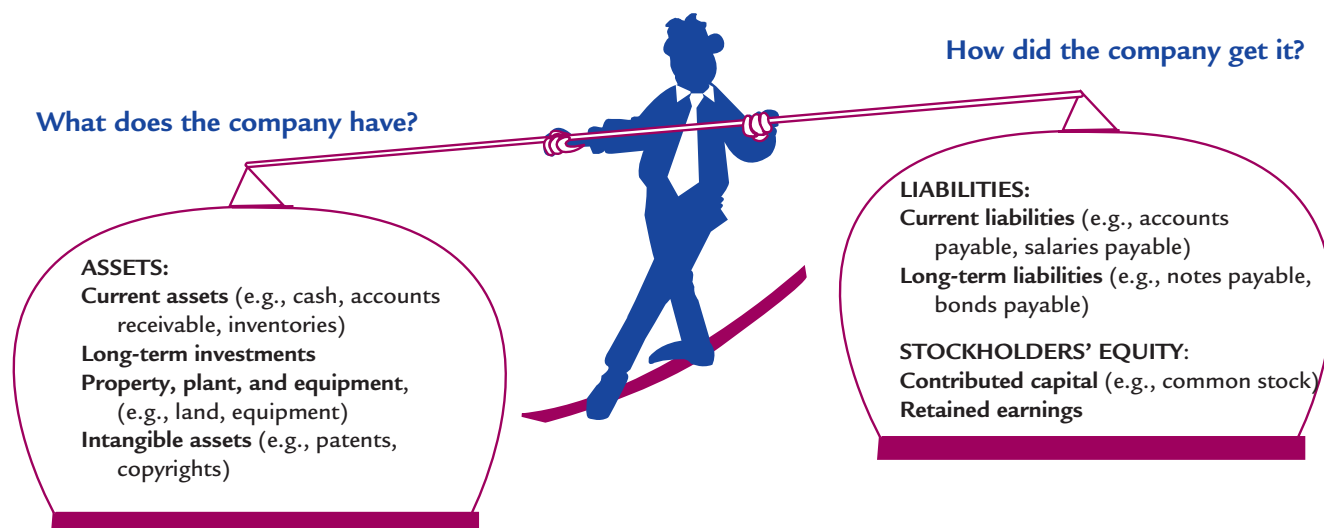 What does the company have?
ASSETS:
Current assets (e.g., cash, accounts
receivable, inventories)
Long-term investments
Property, plant, and equipment,
(e.g., land, equipment)
Intangible assets (e.g., patents,
copyrights)
How did the company get it?
LIABILITIES:
Current liabilities (e.g., accounts
payable, salaries payable)
Long-term liabilities (e.g., notes payable,
bonds payable)
STOCKHOLDERS’ EQUITY:
Contributed capital (e.g., common stock)
Retained earnings